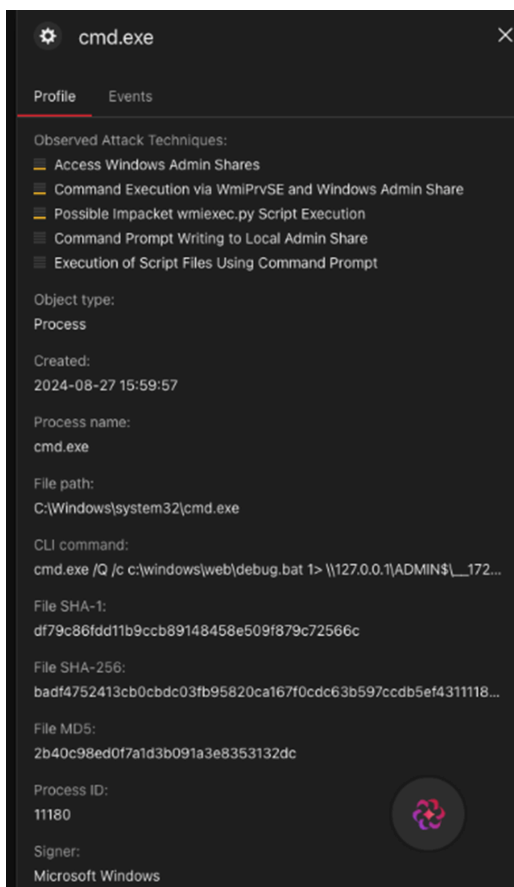 cmd.exe
Profile Events
Observed Attack Techniques:
Access Windows Admin Shares
Command Execution via WmiPrvSE and Windows Admin Share
Possible Impacket wmiexec.py Script Execution
Command Prompt Writing to Local Admin Share
Execution of Script Files Using Command Prompt
Object type:
Process
Created:
2024-08-27 15:59:57
Process name:
cmd.exe
File path:
C:\Windows\system32\cmd.exe
CLI command:
cmd.exe /Q /c c:\windows\web\debug.bat 1> \\127.0.0.1\ADMIN$\__172...
File SHA-1:
df79c86fdd11b9ccb89148458e509f879c72566c
File SHA-256:
badf4752413cb0cbdc03fb95820ca167f0cdc63b597ccdb5ef4311118...
File MD5:
2b40c98ed0f7a1d3b091a3e8353132dc
Process ID:
11180
Signer:
Microsoft Windows